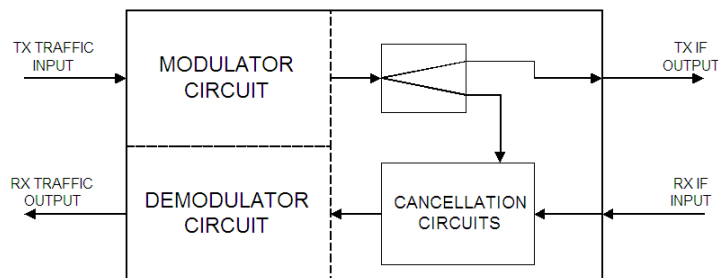 TX TRAFFIC
INPUT
MODULATOR
CIRCUIT
TX IF
OUTPUT
RX TRAFFIC
OUTPUT
DEMODULATOR
CIRCUIT
CANCELLATION
CIRCUITS
RX IF
INPUT